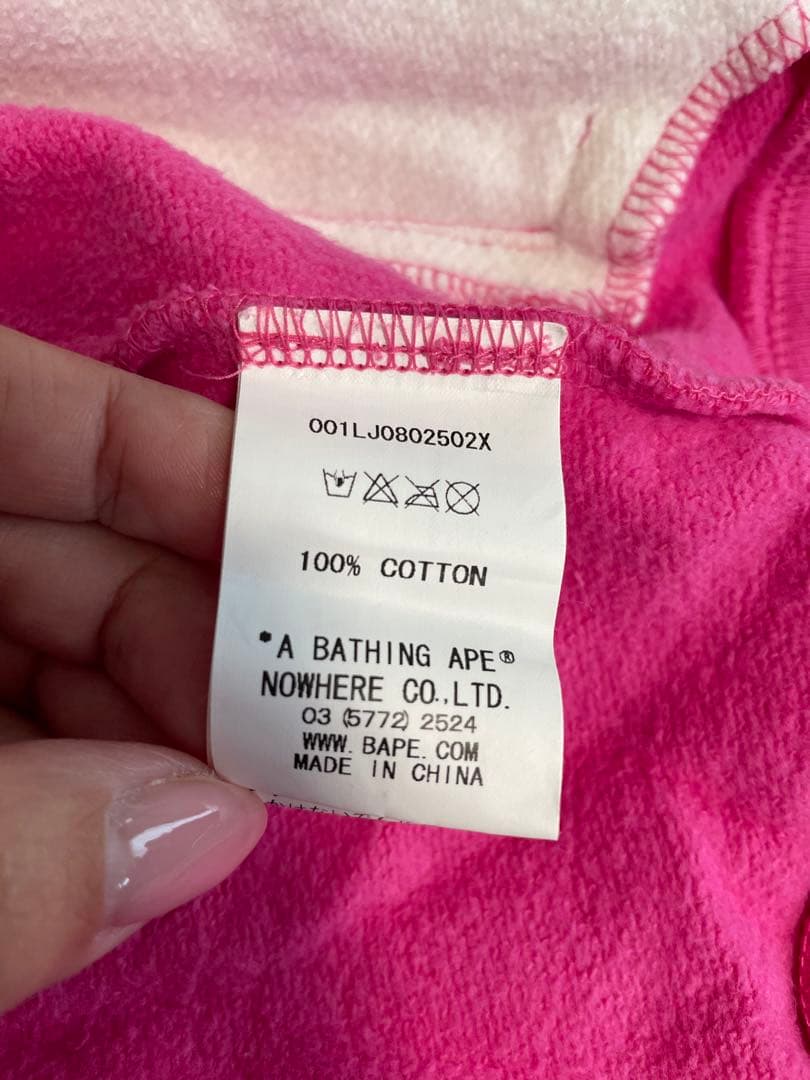 001LJ0802502X
100% COTTON
*A BATHING APE®
NOWHERE CO.,LTD.
03 (5772) 2524
WWW. BAPE. COM
MADE IN CHINA